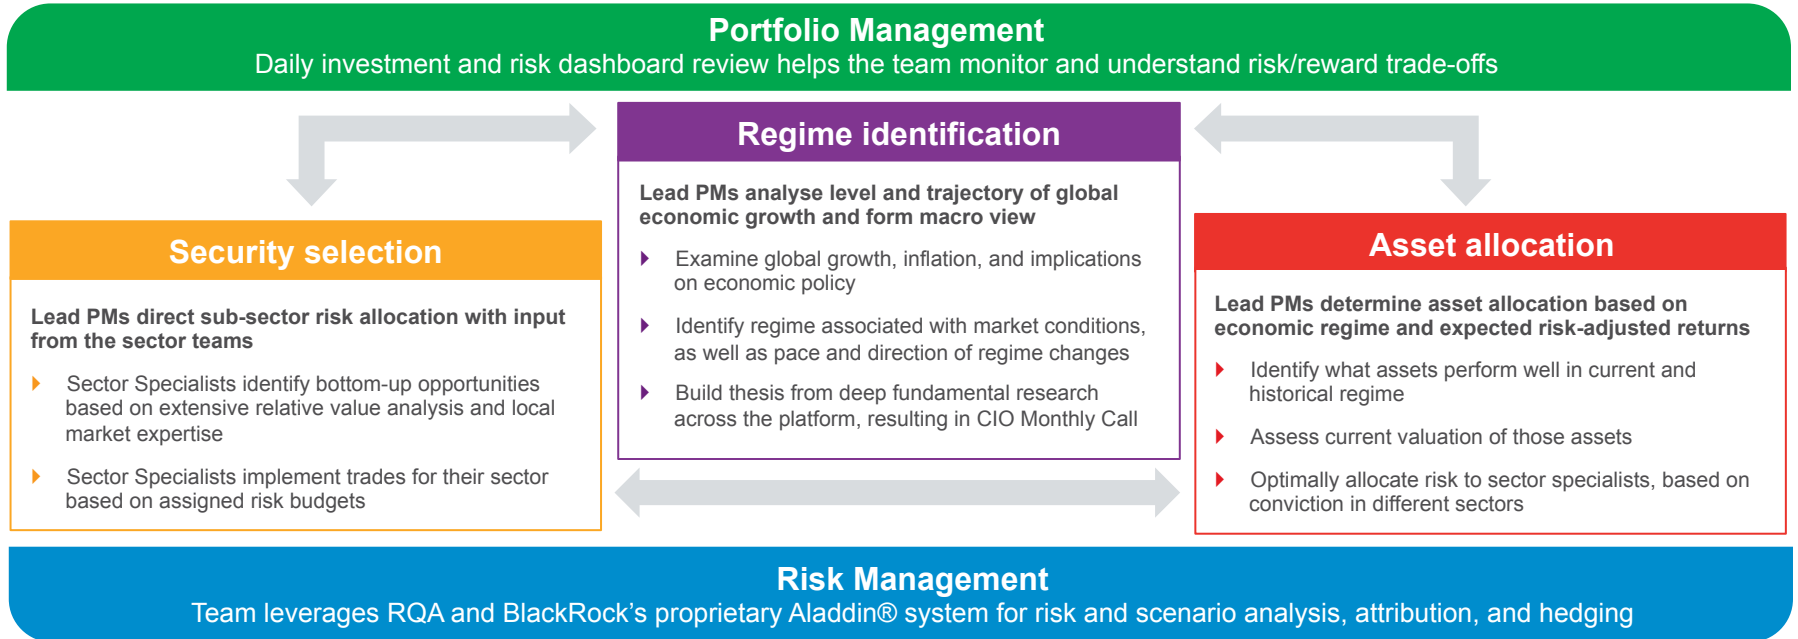 Portfolio Management
Daily investment and risk dashboard review helps the team monitor and understand risk/reward trade-offs
Security selection
Lead PMs direct sub-sector risk allocation with input
from the sector teams
Sector Specialists identify bottom-up opportunities
based on extensive relative value analysis and local
market expertise
Sector Specialists implement trades for their sector
based on assigned risk budgets
Regime identification
Lead PMs analyse level and trajectory of global
economic growth and form macro view
Examine global growth, inflation, and implications
on economic policy
Identify regime associated with market conditions,
as well as pace and direction of regime changes
Build thesis from deep fundamental research
across the platform, resulting in CIO Monthly Call
Asset allocation
Lead PMs determine asset allocation based on
economic regime and expected risk-adjusted returns
Identify what assets perform well in current and
historical regime
Assess current valuation of those assets
Optimally allocate risk to sector specialists, based on
conviction in different sectors
Risk Management
Team leverages RQA and BlackRock’s proprietary Aladdin® system for risk and scenario analysis, attribution, and hedging